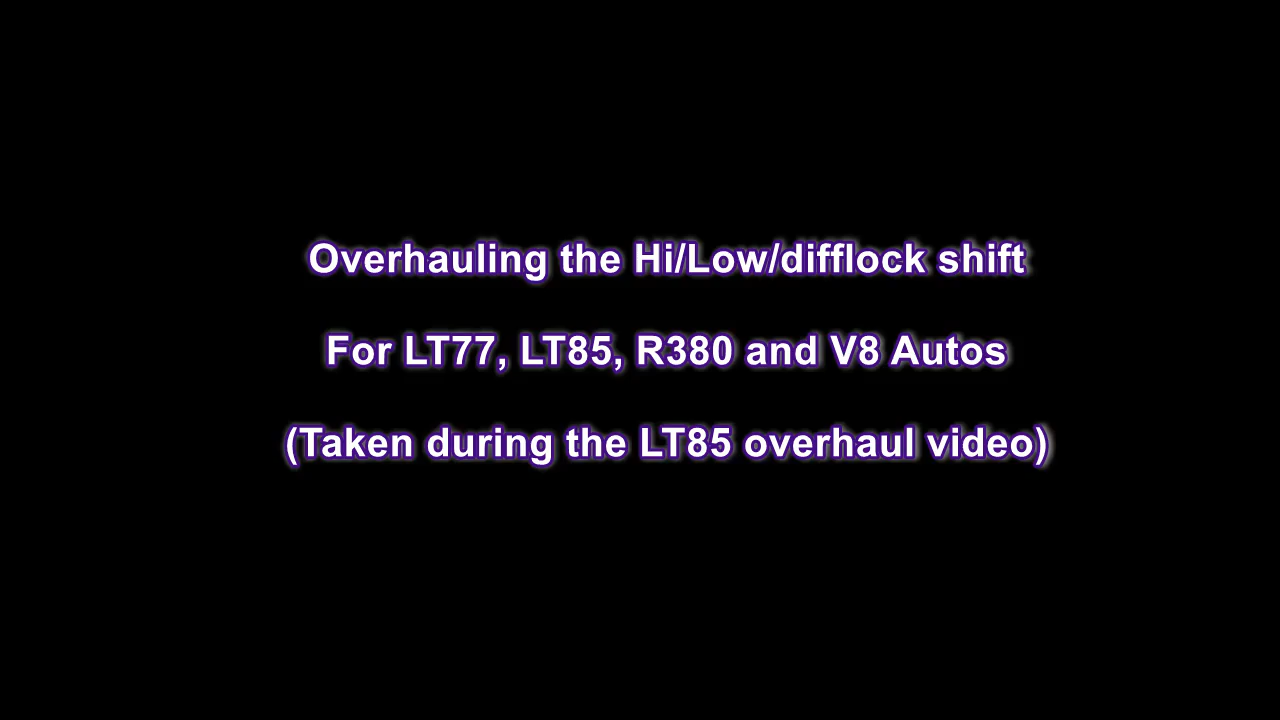 Overhauling the Hi/Low/difflock shift
For LT77, LT85, R380 and V8 Autos
(Taken during the LT85 overhaul video)